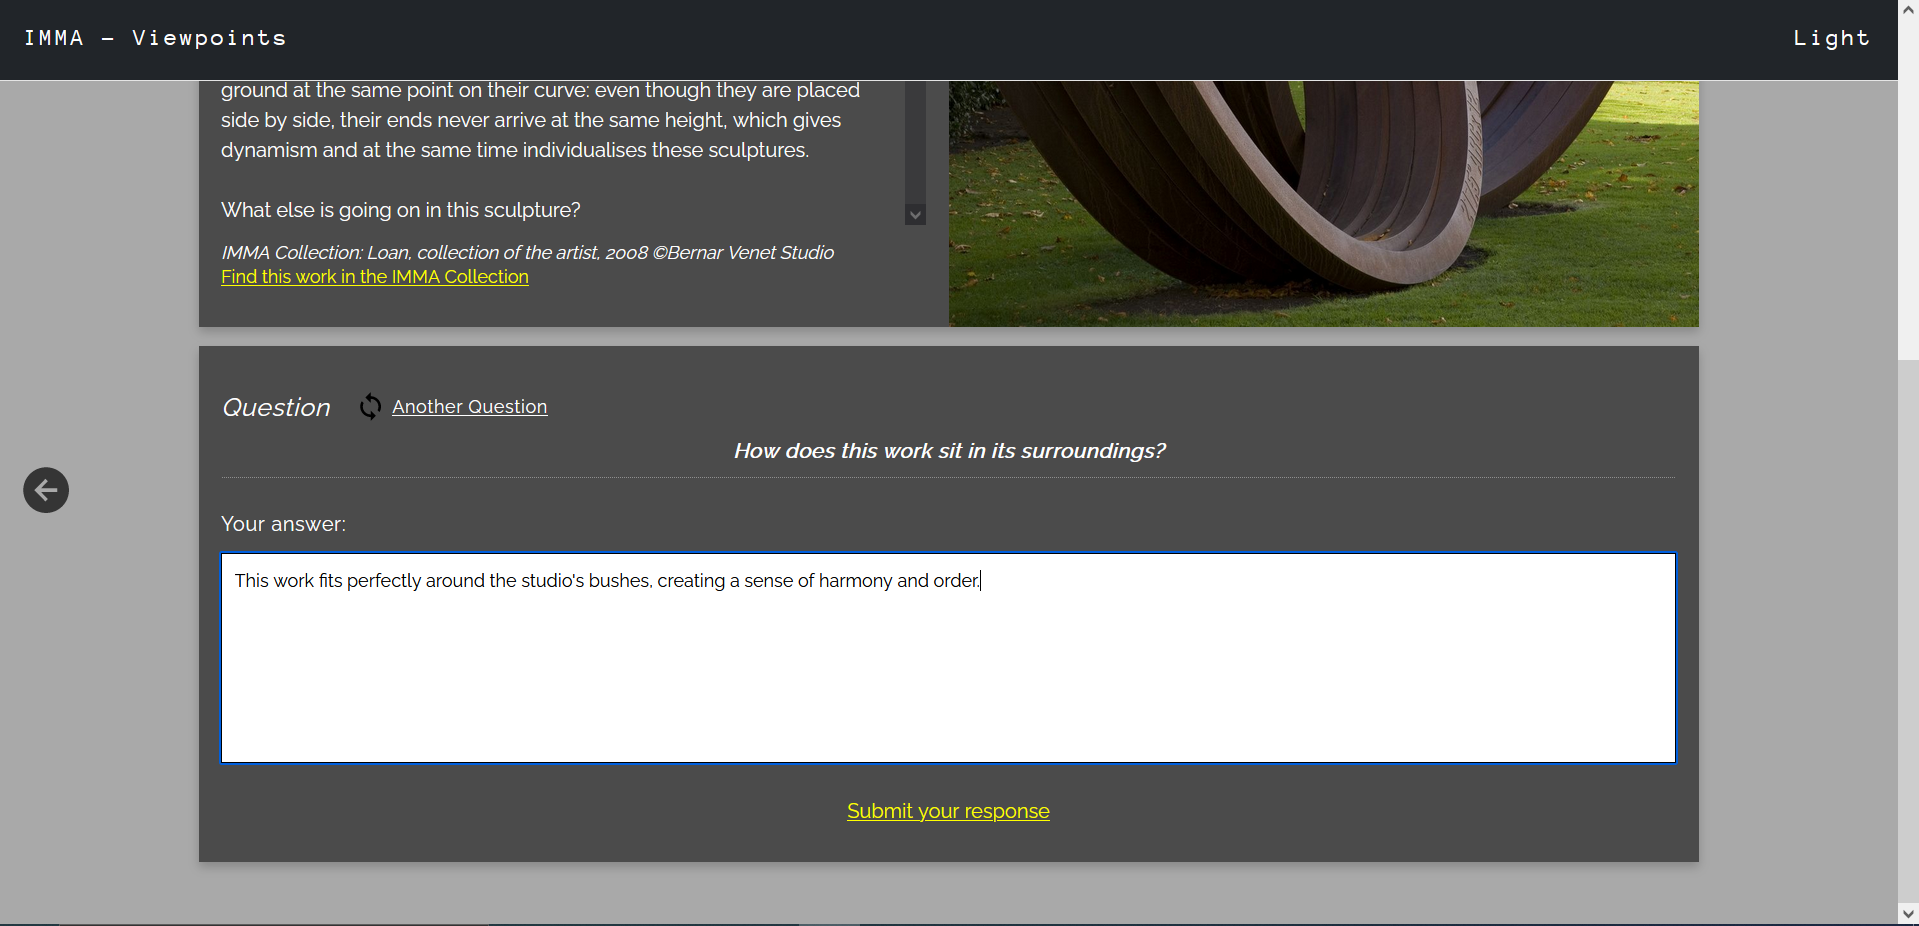 IMMA – Viewpoints
Light
ground at the same point on their curve: even though they are placed
side by side, their ends never arrive at the same height, which gives
dynamism and at the same time individualises these sculptures.
What else is going on in this sculpture?
IMMA Collection: Loan, collection of the artist, 2008 ©Bernar Venet Studio
Find this work in the IMMA Collection
Question
Another Question
How does this work sit in its surroundings?
Your answer:
This work fits perfectly around the studio's bushes, creating a sense of harmony and order.
Submit your response